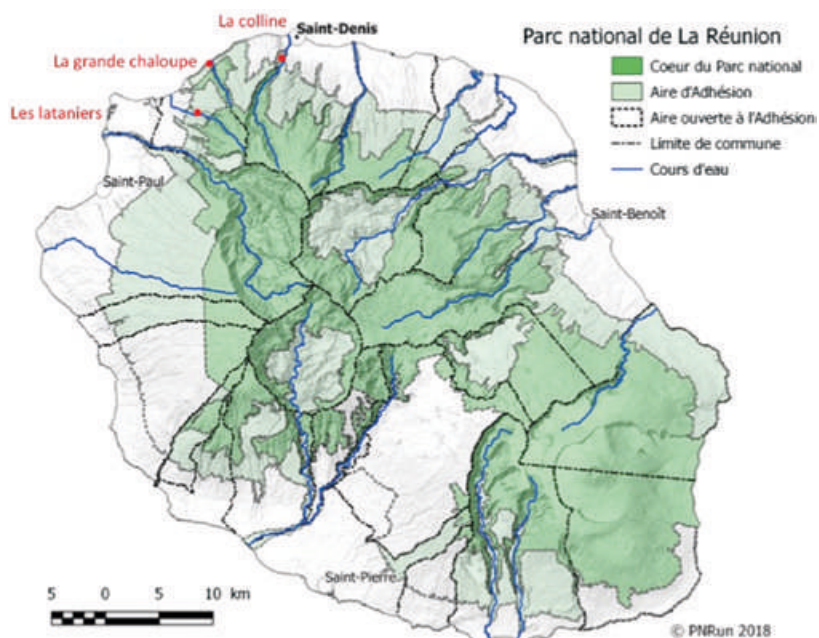 La colline
Saint-Denis
La grande chaloupe
Les lataniers
Saint-Paul
Saint-Benoît
Saint-Pierre
Parc national de La Réunion
Coeur du Parc national
Aire d'Adhésion
Aire ouverte à l'Adhésion
Limite de commune
Cours d'eau
5 0 5 10 km
© PNRun 2018